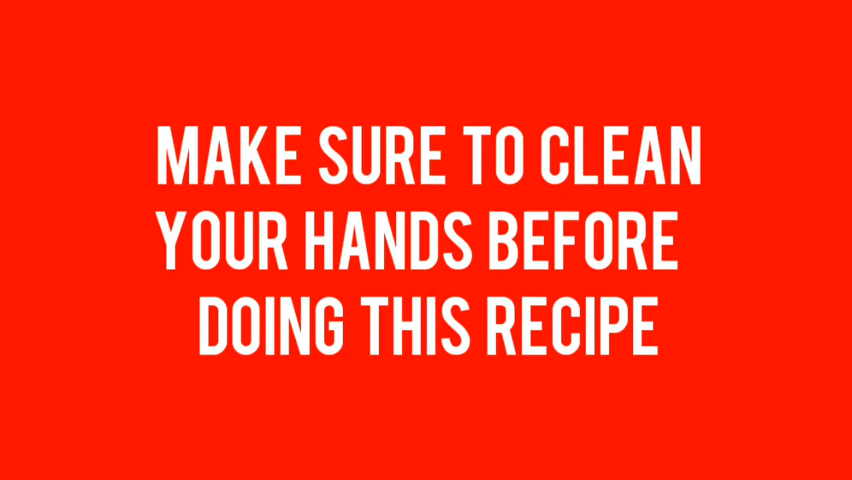 MAKE SURE TO CLEAN
YOUR HANDS BEFORE
DOING THIS RECIPE